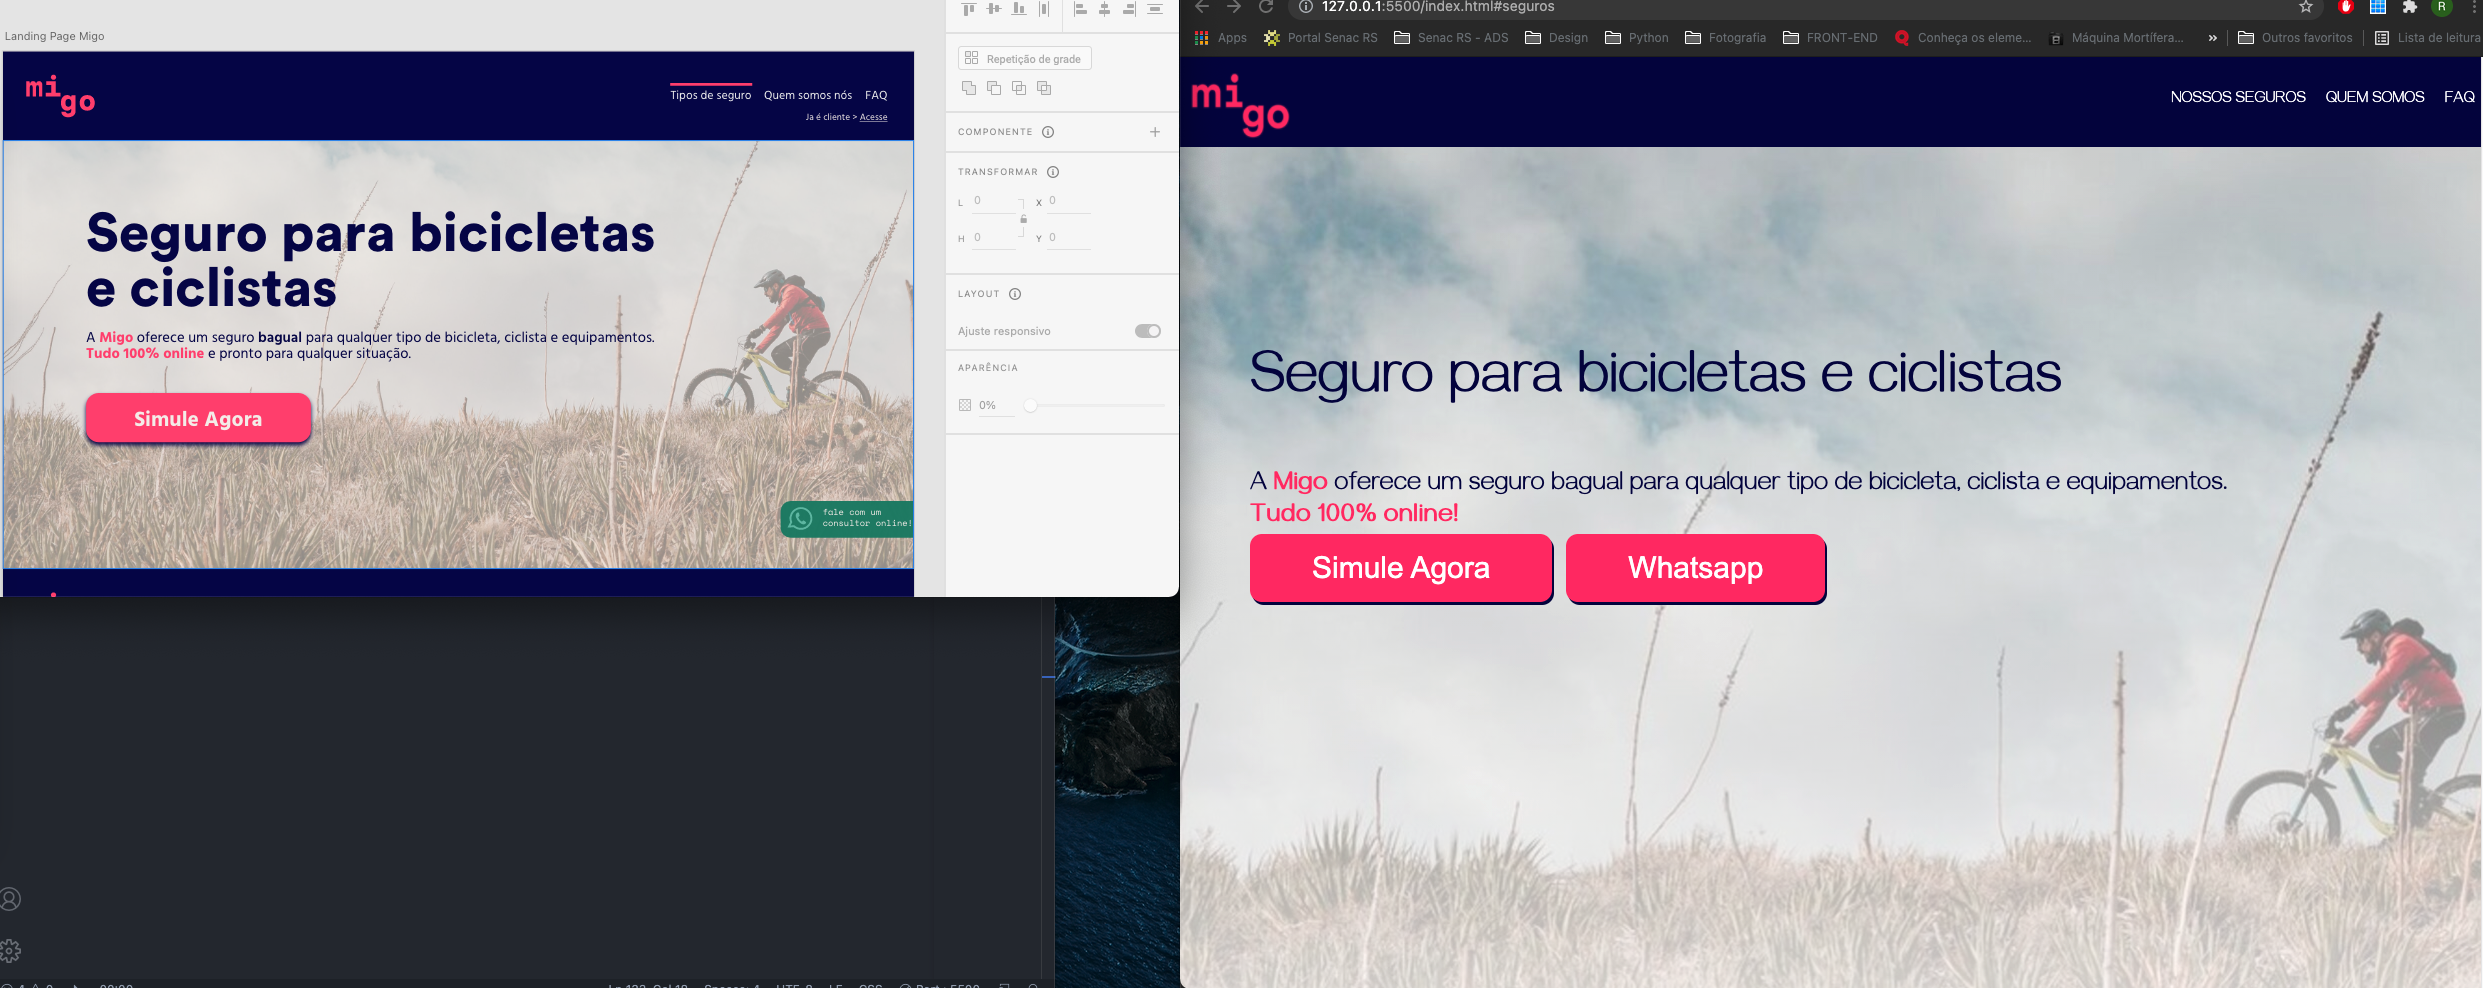 Landing Page Migo
migo
Tipos de seguro Quem somos nós FAQ
Ja é cliente > Acesse
Seguro para bicicletas
e ciclistas
A Migo oferece um seguro bagual para qualquer tipo de bicicleta, ciclista e equipamentos.
Tudo 100% online e pronto para qualquer situação.
Simule Agora
fale com um
consultor online!
Repetição de grade
COMPONENTE
TRANSFORMAR
L 0 X 0
H 0 Y 0
LAYOUT
Ajuste responsivo
APARÊNCIA
0%
127.0.0.1:5500/index.html#seguros
R
Apps Portal Senac RS Senac RS - ADS Design Python Fotografia FRONT-END Conheça os eleme... Máquina Mortífera... » Outros favoritos Lista de leitura
migo
NOSSOS SEGUROS QUEM SOMOS FAQ
Seguro para bicicletas e ciclistas
A Migo oferece um seguro bagual para qualquer tipo de bicicleta, ciclista e equipamentos.
Tudo 100% online!
Simule Agora Whatsapp